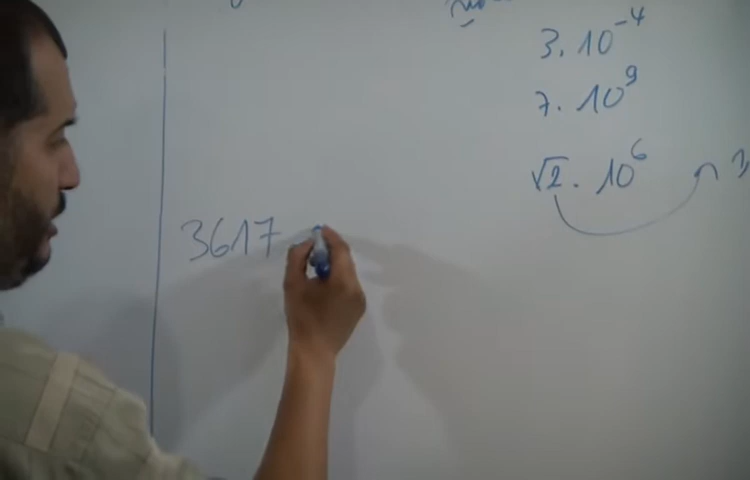 3 . 10⁻⁴
7 . 10⁹
√2 . 10⁶
3617